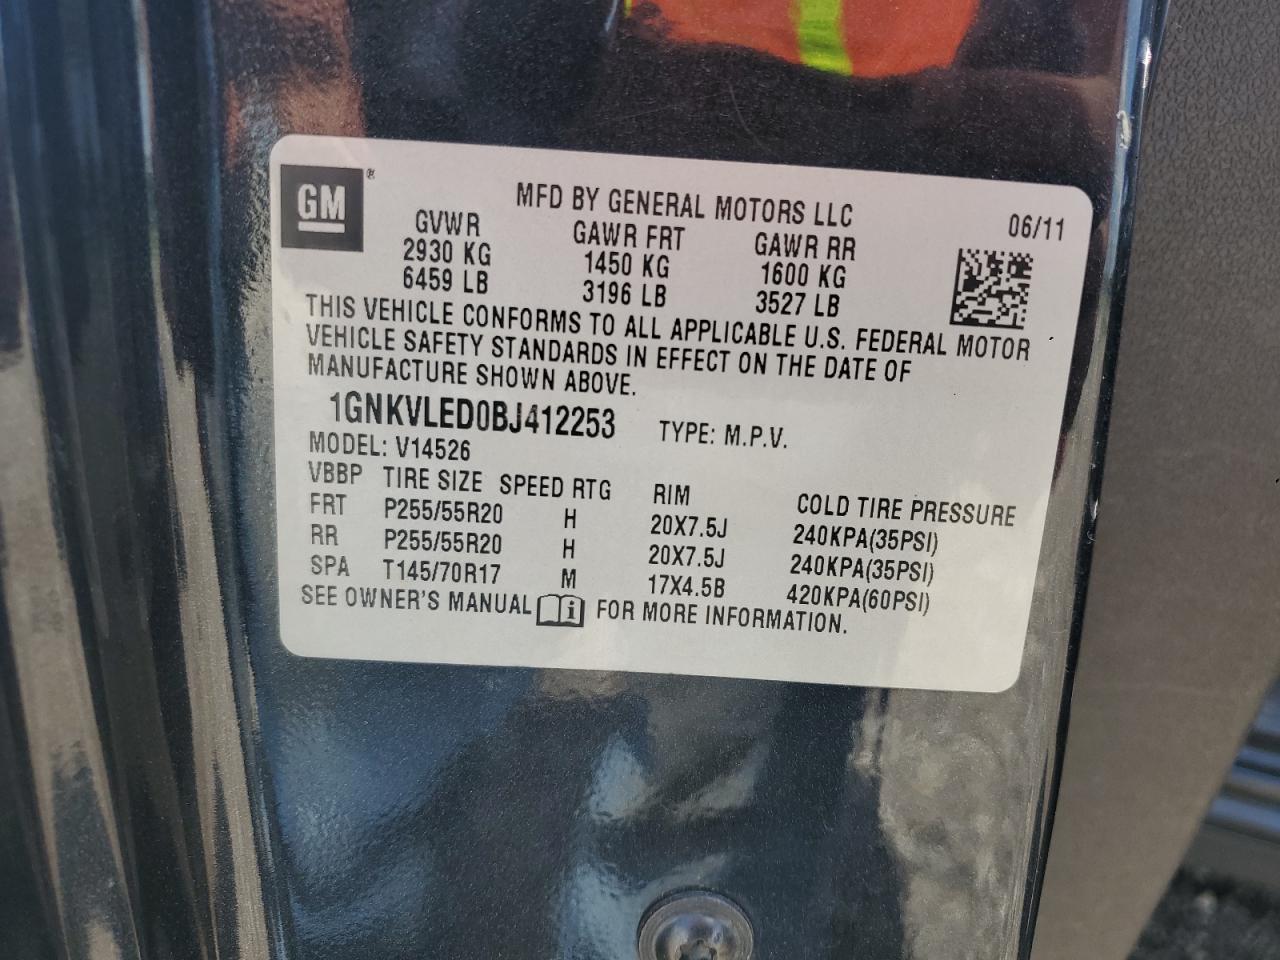 GM ®
MFD BY GENERAL MOTORS LLC 06/11
GVWR GAWR FRT GAWR RR
2930 KG 1450 KG 1600 KG
6459 LB 3196 LB 3527 LB
THIS VEHICLE CONFORMS TO ALL APPLICABLE U.S. FEDERAL MOTOR
VEHICLE SAFETY STANDARDS IN EFFECT ON THE DATE OF
MANUFACTURE SHOWN ABOVE.
1GNKVLED0BJ412253 TYPE: M.P.V.
MODEL: V14526
VBBP TIRE SIZE SPEED RTG RIM COLD TIRE PRESSURE
FRT P255/55R20 H 20X7.5J 240KPA(35PSI)
RR P255/55R20 H 20X7.5J 240KPA(35PSI)
SPA T145/70R17 M 17X4.5B 420KPA(60PSI)
SEE OWNER'S MANUAL i FOR MORE INFORMATION.